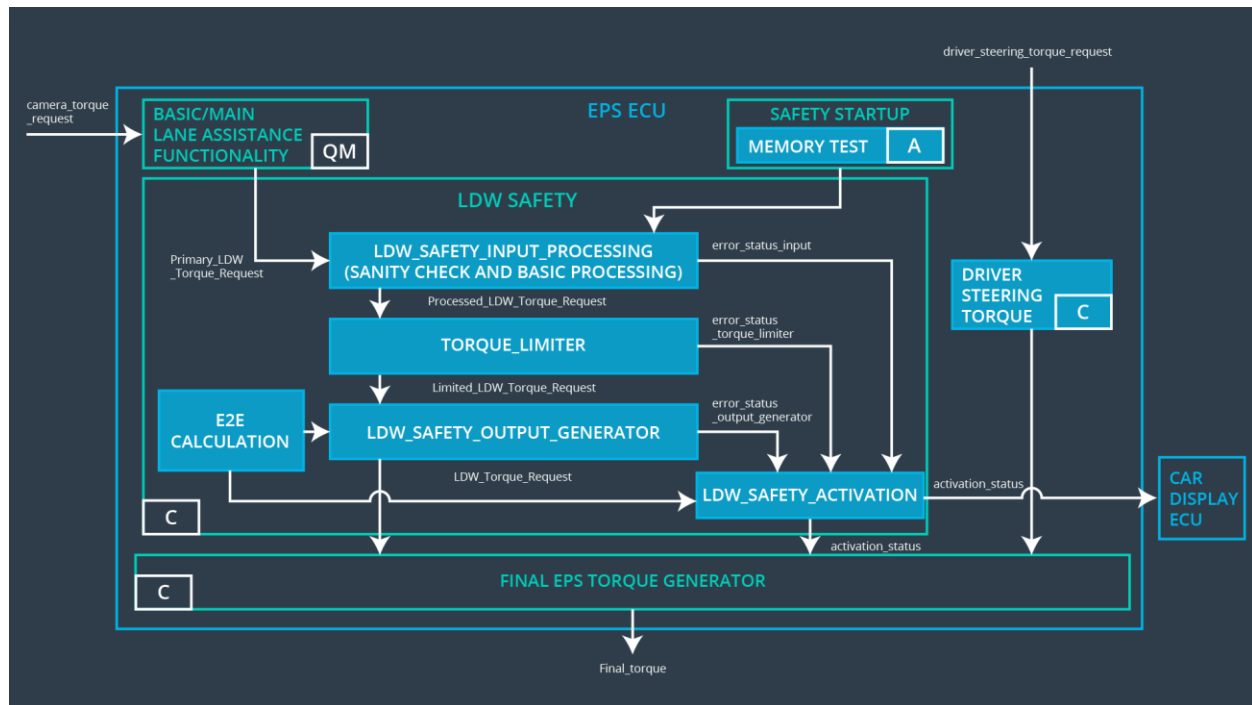 driver_steering_torque_request
camera_torque
_request
EPS ECU
BASIC/MAIN
LANE ASSISTANCE
FUNCTIONALITY
QM
SAFETY STARTUP
MEMORY TEST
A
LDW SAFETY
Primary_LDW
_Torque_Request
LDW_SAFETY_INPUT_PROCESSING
(SANITY CHECK AND BASIC PROCESSING)
error_status_input
DRIVER
STEERING
TORQUE
C
Processed_LDW_Torque_Request
TORQUE_LIMITER
error_status
_torque_limiter
Limited_LDW_Torque_Request
E2E
CALCULATION
LDW_SAFETY_OUTPUT_GENERATOR
error_status
_output_generator
LDW_Torque_Request
LDW_SAFETY_ACTIVATION
activation_status
CAR
DISPLAY
ECU
C
activation_status
FINAL EPS TORQUE GENERATOR
C
Final_torque